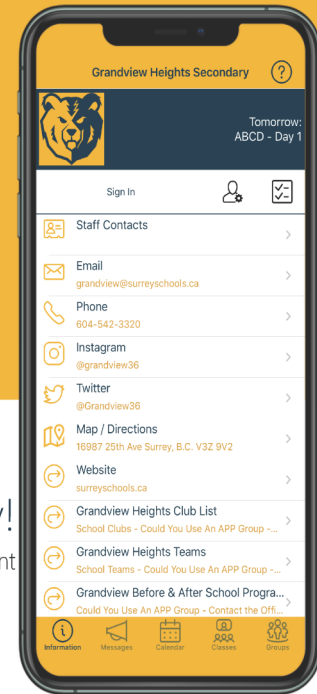 Grandview Heights Secondary
?
Tomorrow:
ABCD - Day 1
Sign In
Staff Contacts
Email
grandview@surreyschools.ca
Phone
604-542-3320
Instagram
@grandview36
Twitter
@Grandview36
Map / Directions
16987 25th Ave Surrey, B.C. V3Z 9V2
Website
surreyschools.ca
Grandview Heights Club List
School Clubs - Could You Use An APP Group -...
Grandview Heights Teams
School Teams - Could You Use An APP Group -...
Grandview Before & After School Progra...
Could You Use An APP Group - Contact the Offi...
Information Messages Calendar Classes Groups